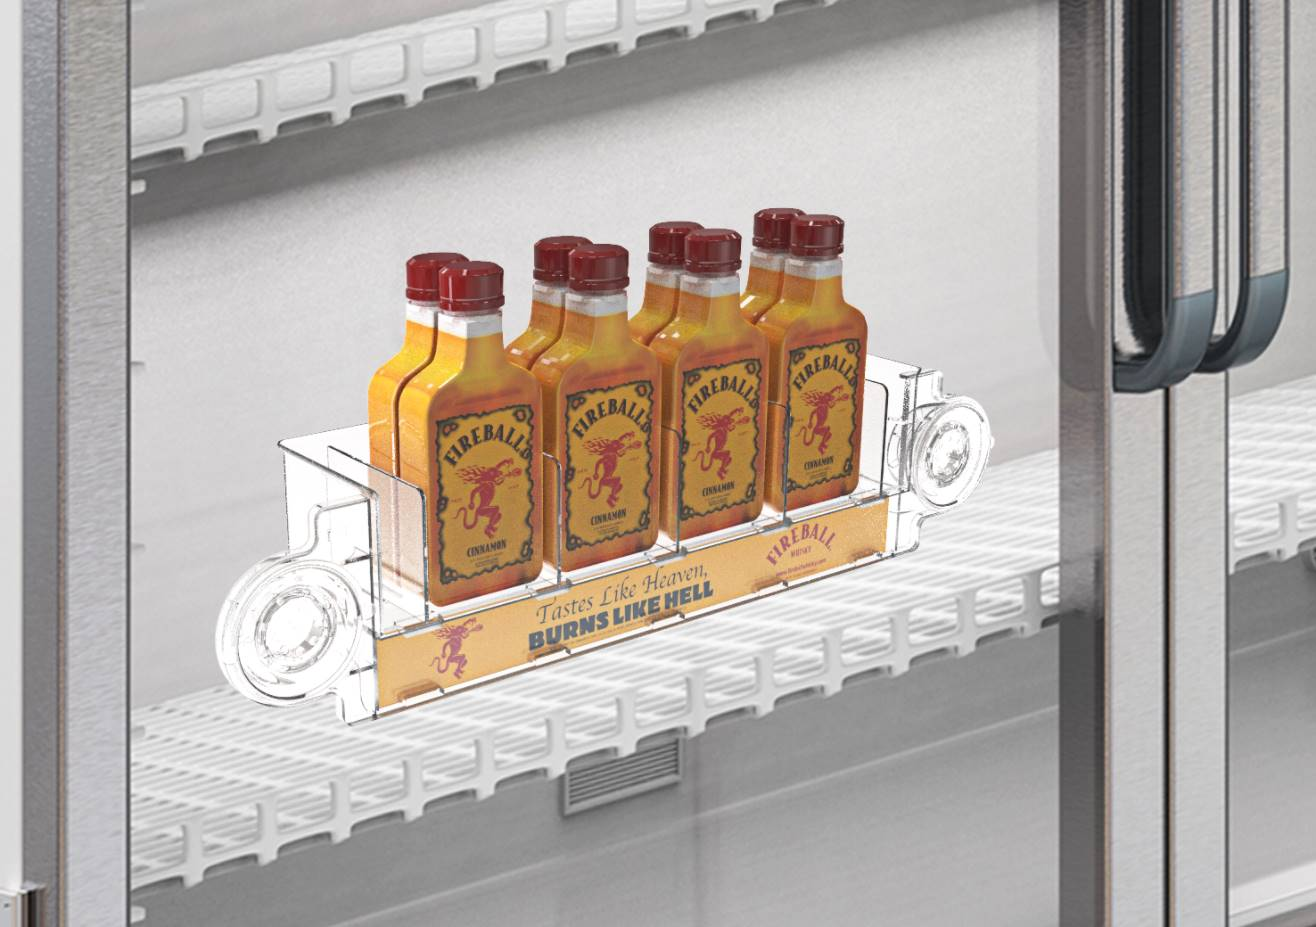 FIREBALL
CINNAMON
FIREBALL
CINNAMON
FIREBALL
CINNAMON
FIREBALL
CINNAMON
Tastes Like Heaven,
BURNS LIKE HELL
FIREBALL
WHISKY